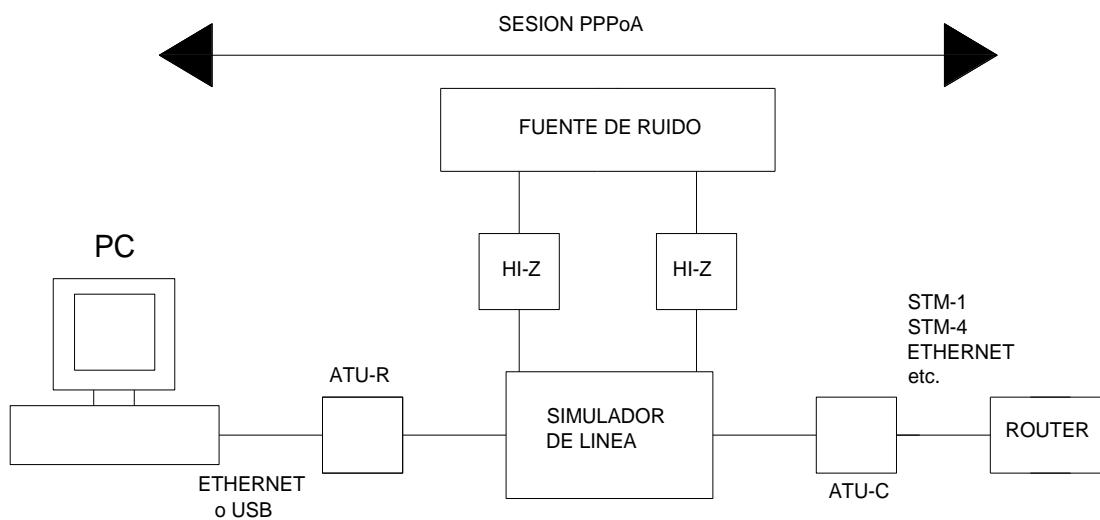 SESION PPPoA
FUENTE DE RUIDO
PC
HI-Z
HI-Z
STM-1
STM-4
ETHERNET
etc.
ATU-R
SIMULADOR
DE LINEA
ROUTER
ETHERNET
o USB
ATU-C